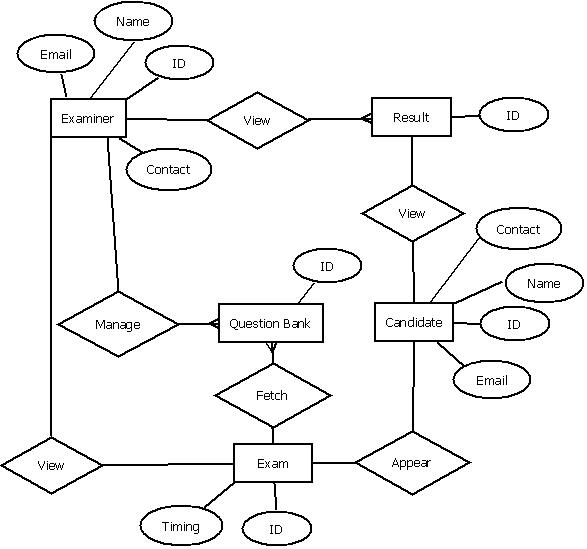 Name
Email
ID
Examiner
View
Result
ID
Contact
View
Contact
ID
Name
Manage
Question Bank
Candidate
ID
Email
Fetch
View
Exam
Appear
Timing
ID